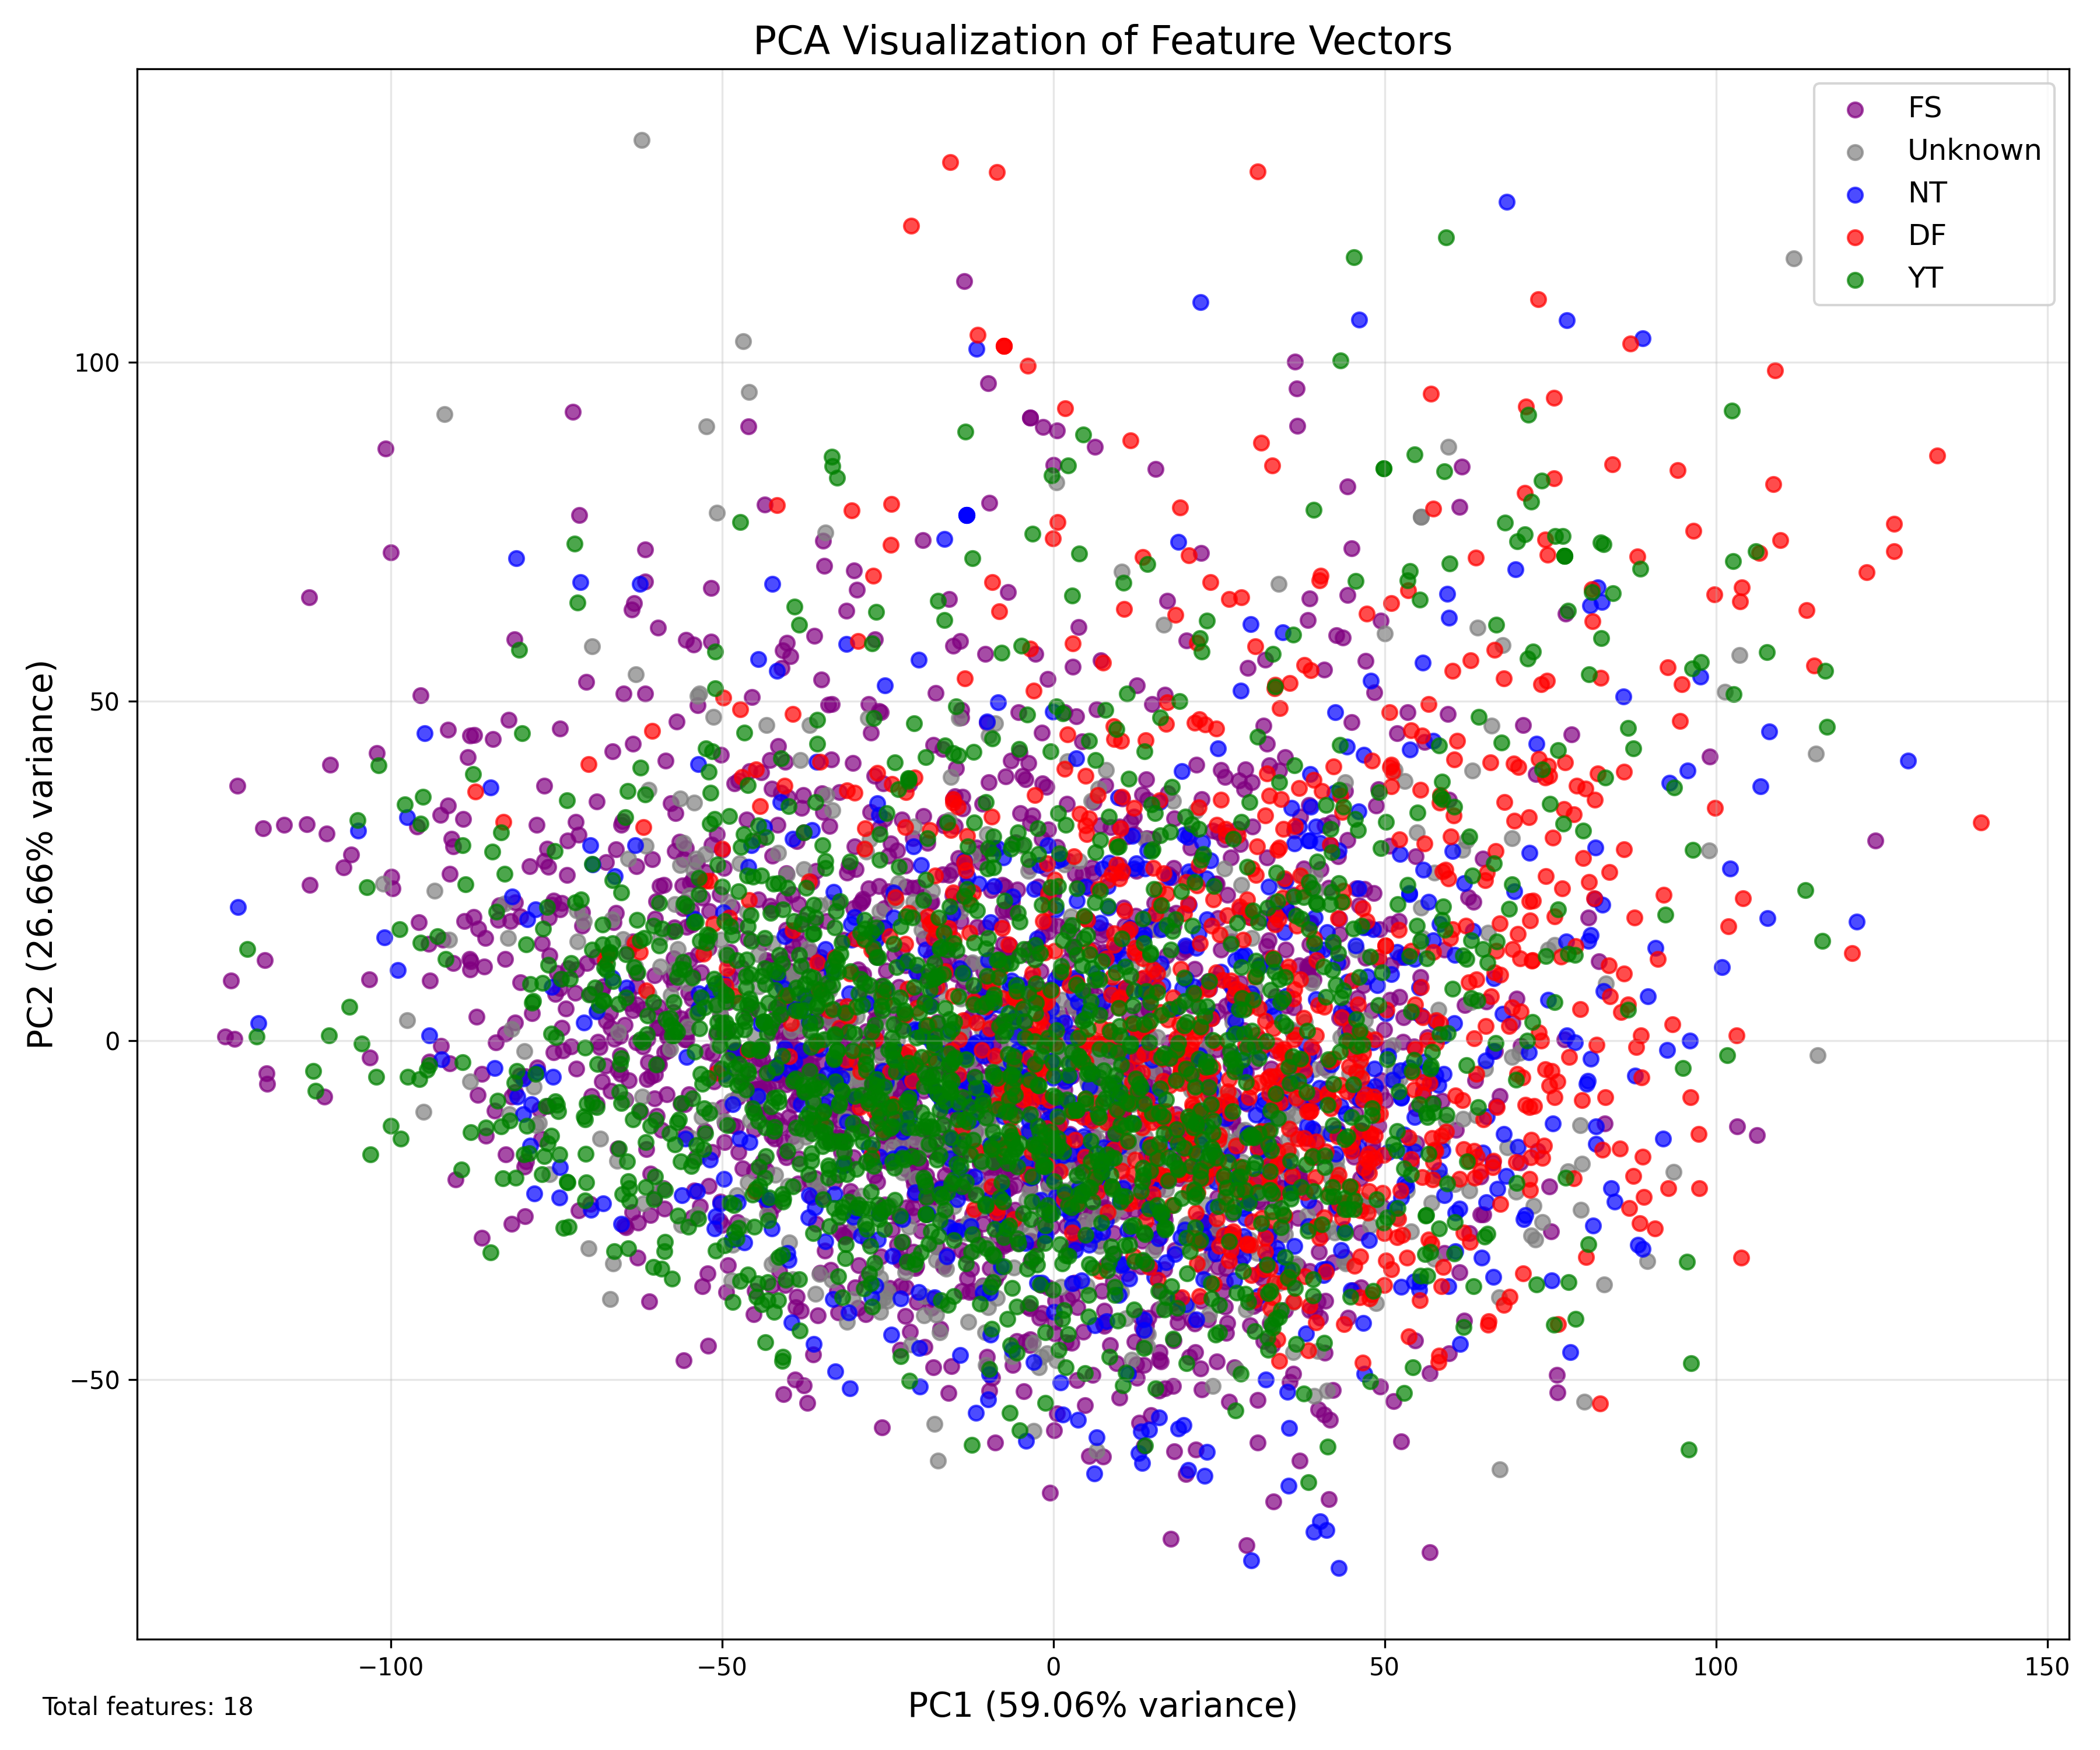 PCA Visualization of Feature Vectors
FS
Unknown
NT
DF
YT
PC2 (26.66% variance)
100
50
0
−50
−100
−50
0
50
100
150
PC1 (59.06% variance)
Total features: 18